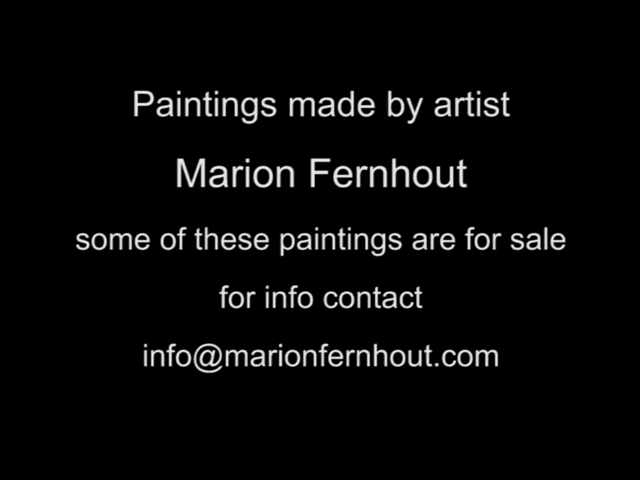 Paintings made by artist
Marion Fernhout
some of these paintings are for sale
for info contact
info@marionfernhout.com